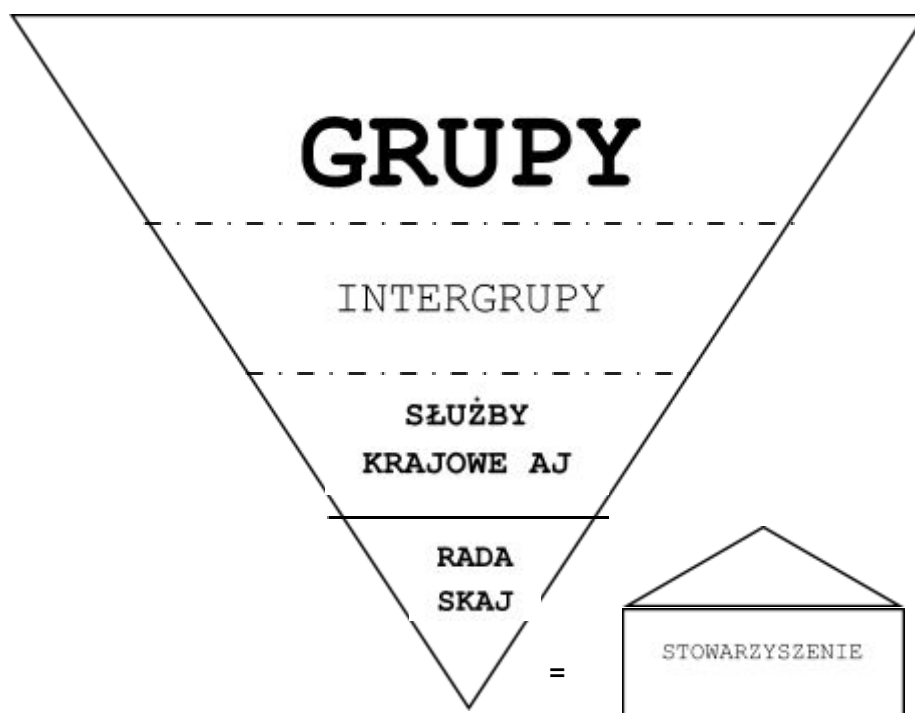 GRUPY
INTERGRUPY
SŁUŻBY
KRAJOWE AJ
RADA
SKAJ
=
STOWARZYSZENIE